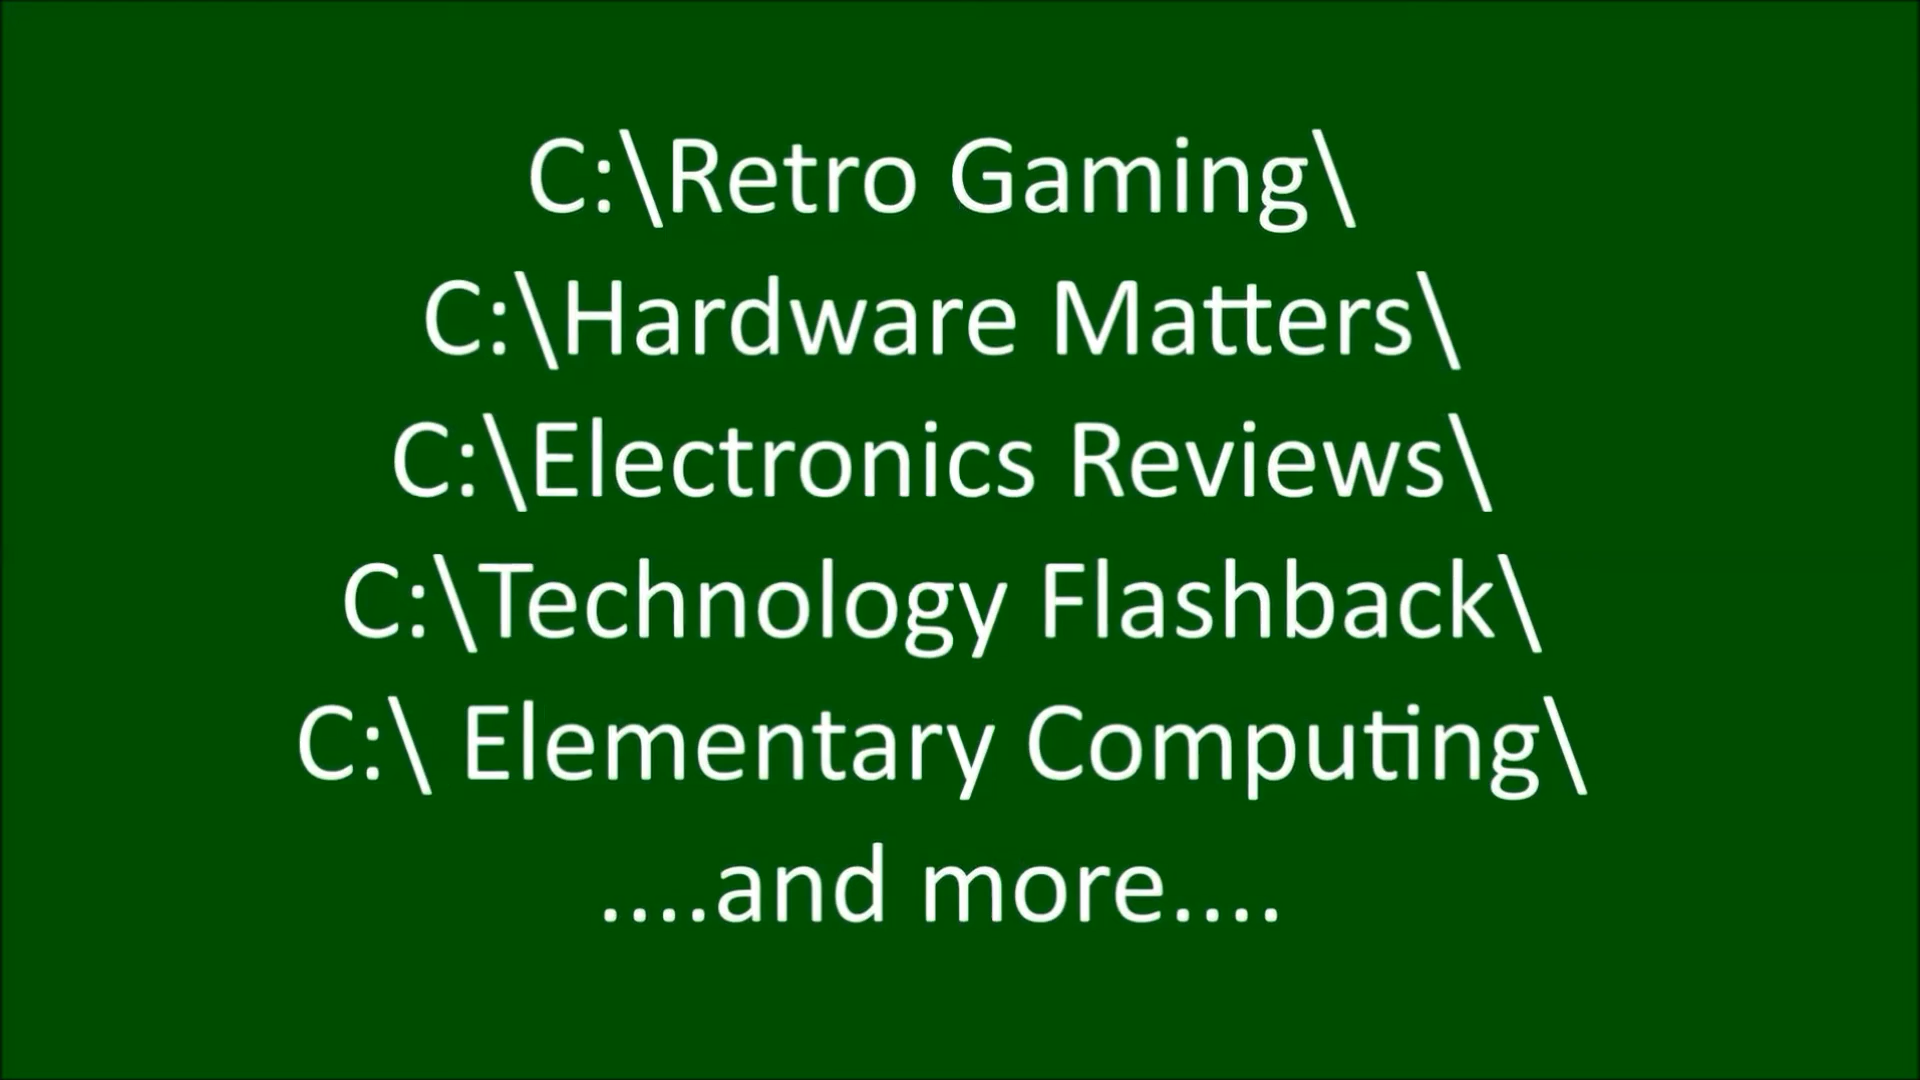 C:\Retro Gaming\
C:\Hardware Matters\
C:\Electronics Reviews\
C:\Technology Flashback\
C:\ Elementary Computing\
....and more....